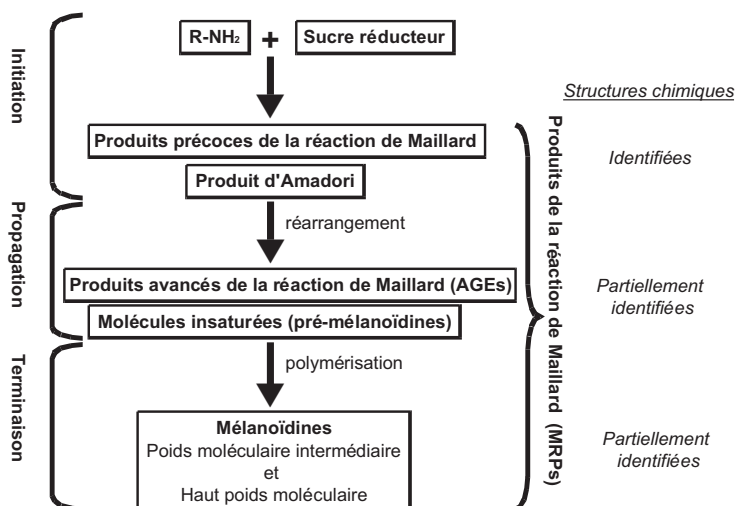 R-NH₂ + Sucre réducteur
Initiation
Structures chimiques
Produits précoces de la réaction de Maillard
Identifiées
Produit d'Amadori
réarrangement
Propagation
Produits avancés de la réaction de Maillard (AGEs)
Molécules insaturées (pré-mélanoïdines)
Partiellement
identifiées
polymérisation
Terminaison
Mélanoïdines
Poids moléculaire intermédiaire
et
Haut poids moléculaire
Partiellement
identifiées
Produits de la réaction de Maillard (MRPs)